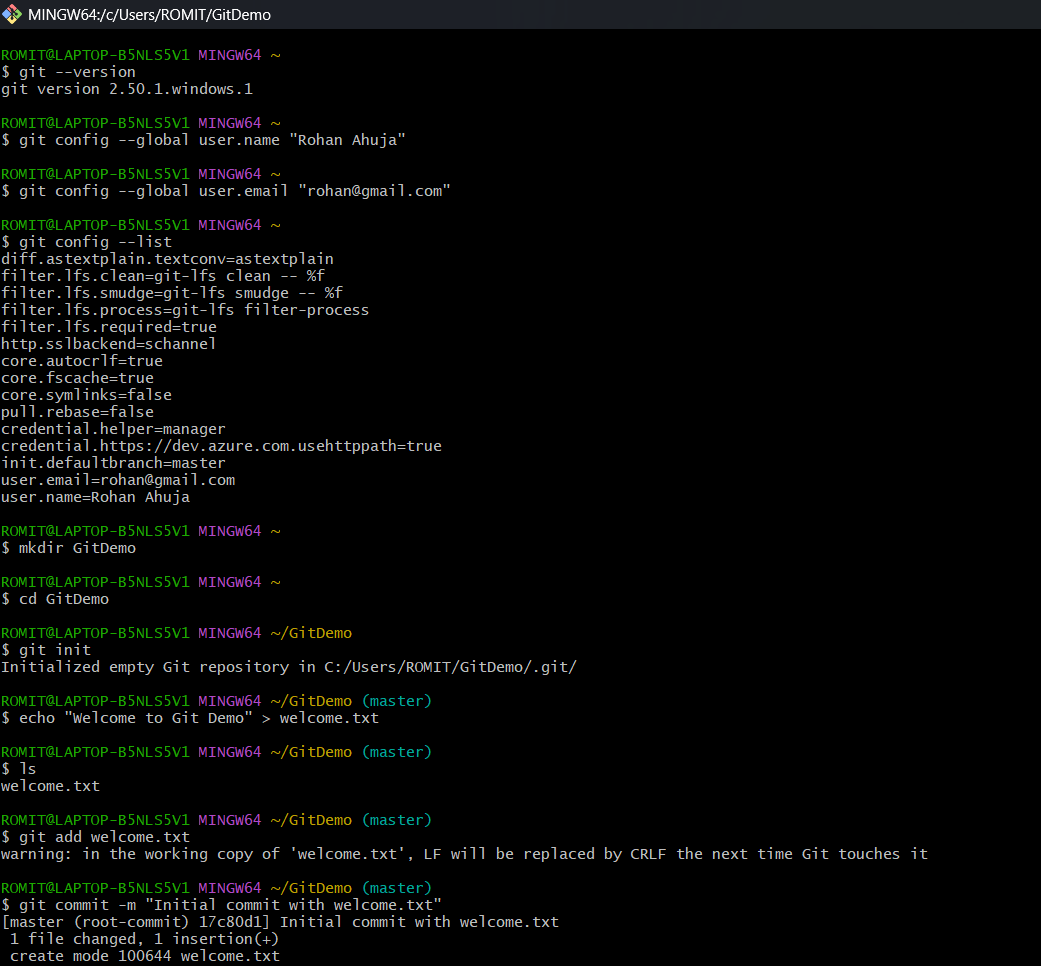 MINGW64:/c/Users/ROMIT/GitDemo
ROMIT@LAPTOP-B5NLS5V1 MINGW64 ~
$ git --version
git version 2.50.1.windows.1
ROMIT@LAPTOP-B5NLS5V1 MINGW64 ~
$ git config --global user.name "Rohan Ahuja"
ROMIT@LAPTOP-B5NLS5V1 MINGW64 ~
$ git config --global user.email "rohan@gmail.com"
ROMIT@LAPTOP-B5NLS5V1 MINGW64 ~
$ git config --list
diff.astextplain.textconv=astextplain
filter.lfs.clean=git-lfs clean -- %f
filter.lfs.smudge=git-lfs smudge -- %f
filter.lfs.process=git-lfs filter-process
filter.lfs.required=true
http.sslbackend=schannel
core.autocrlf=true
core.fscache=true
core.symlinks=false
pull.rebase=false
credential.helper=manager
credential.https://dev.azure.com.usehttppath=true
init.defaultbranch=master
user.email=rohan@gmail.com
user.name=Rohan Ahuja
ROMIT@LAPTOP-B5NLS5V1 MINGW64 ~
$ mkdir GitDemo
ROMIT@LAPTOP-B5NLS5V1 MINGW64 ~
$ cd GitDemo
ROMIT@LAPTOP-B5NLS5V1 MINGW64 ~/GitDemo
$ git init
Initialized empty Git repository in C:/Users/ROMIT/GitDemo/.git/
ROMIT@LAPTOP-B5NLS5V1 MINGW64 ~/GitDemo (master)
$ echo "Welcome to Git Demo" > welcome.txt
ROMIT@LAPTOP-B5NLS5V1 MINGW64 ~/GitDemo (master)
$ ls
welcome.txt
ROMIT@LAPTOP-B5NLS5V1 MINGW64 ~/GitDemo (master)
$ git add welcome.txt
warning: in the working copy of 'welcome.txt', LF will be replaced by CRLF the next time Git touches it
ROMIT@LAPTOP-B5NLS5V1 MINGW64 ~/GitDemo (master)
$ git commit -m "Initial commit with welcome.txt"
[master (root-commit) 17c80d1] Initial commit with welcome.txt
1 file changed, 1 insertion(+)
create mode 100644 welcome.txt